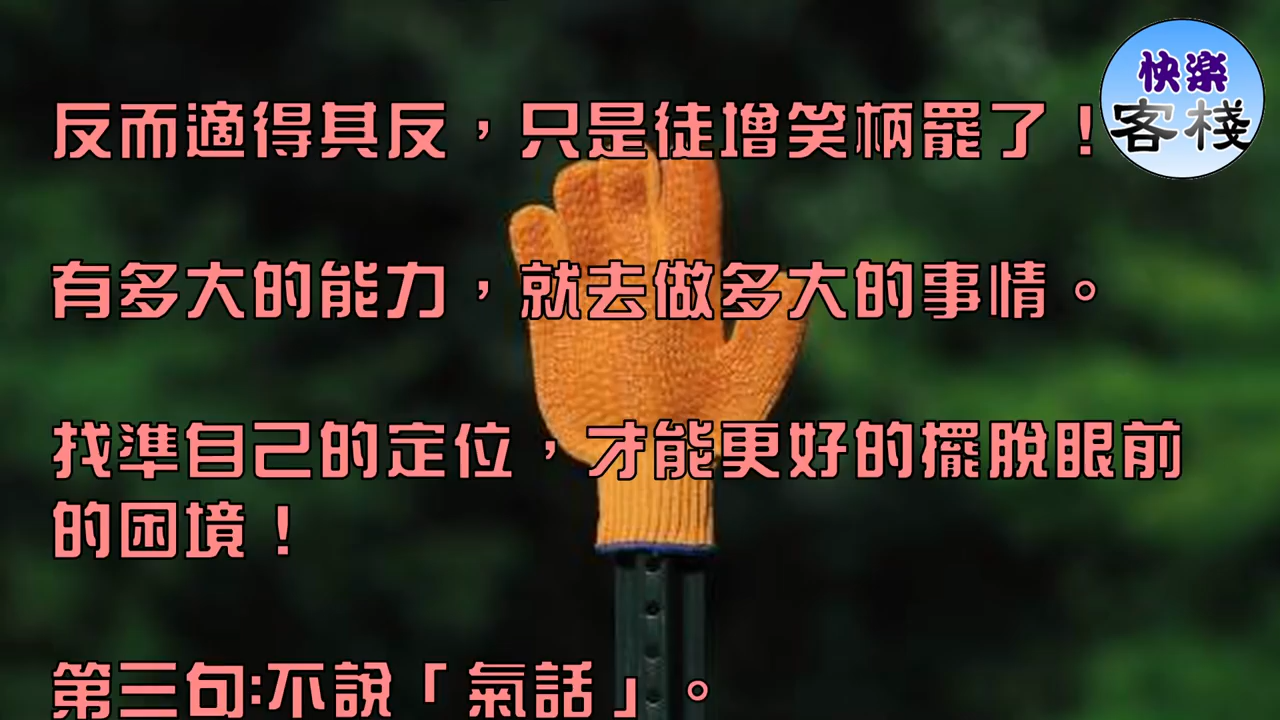 快樂
客棧
反而適得其反，只是徒增笑柄罷了！
有多大的能力，就去做多大的事情。
找準自己的定位，才能更好的擺脫眼前
的困境！
第三句:不說「氣話」。